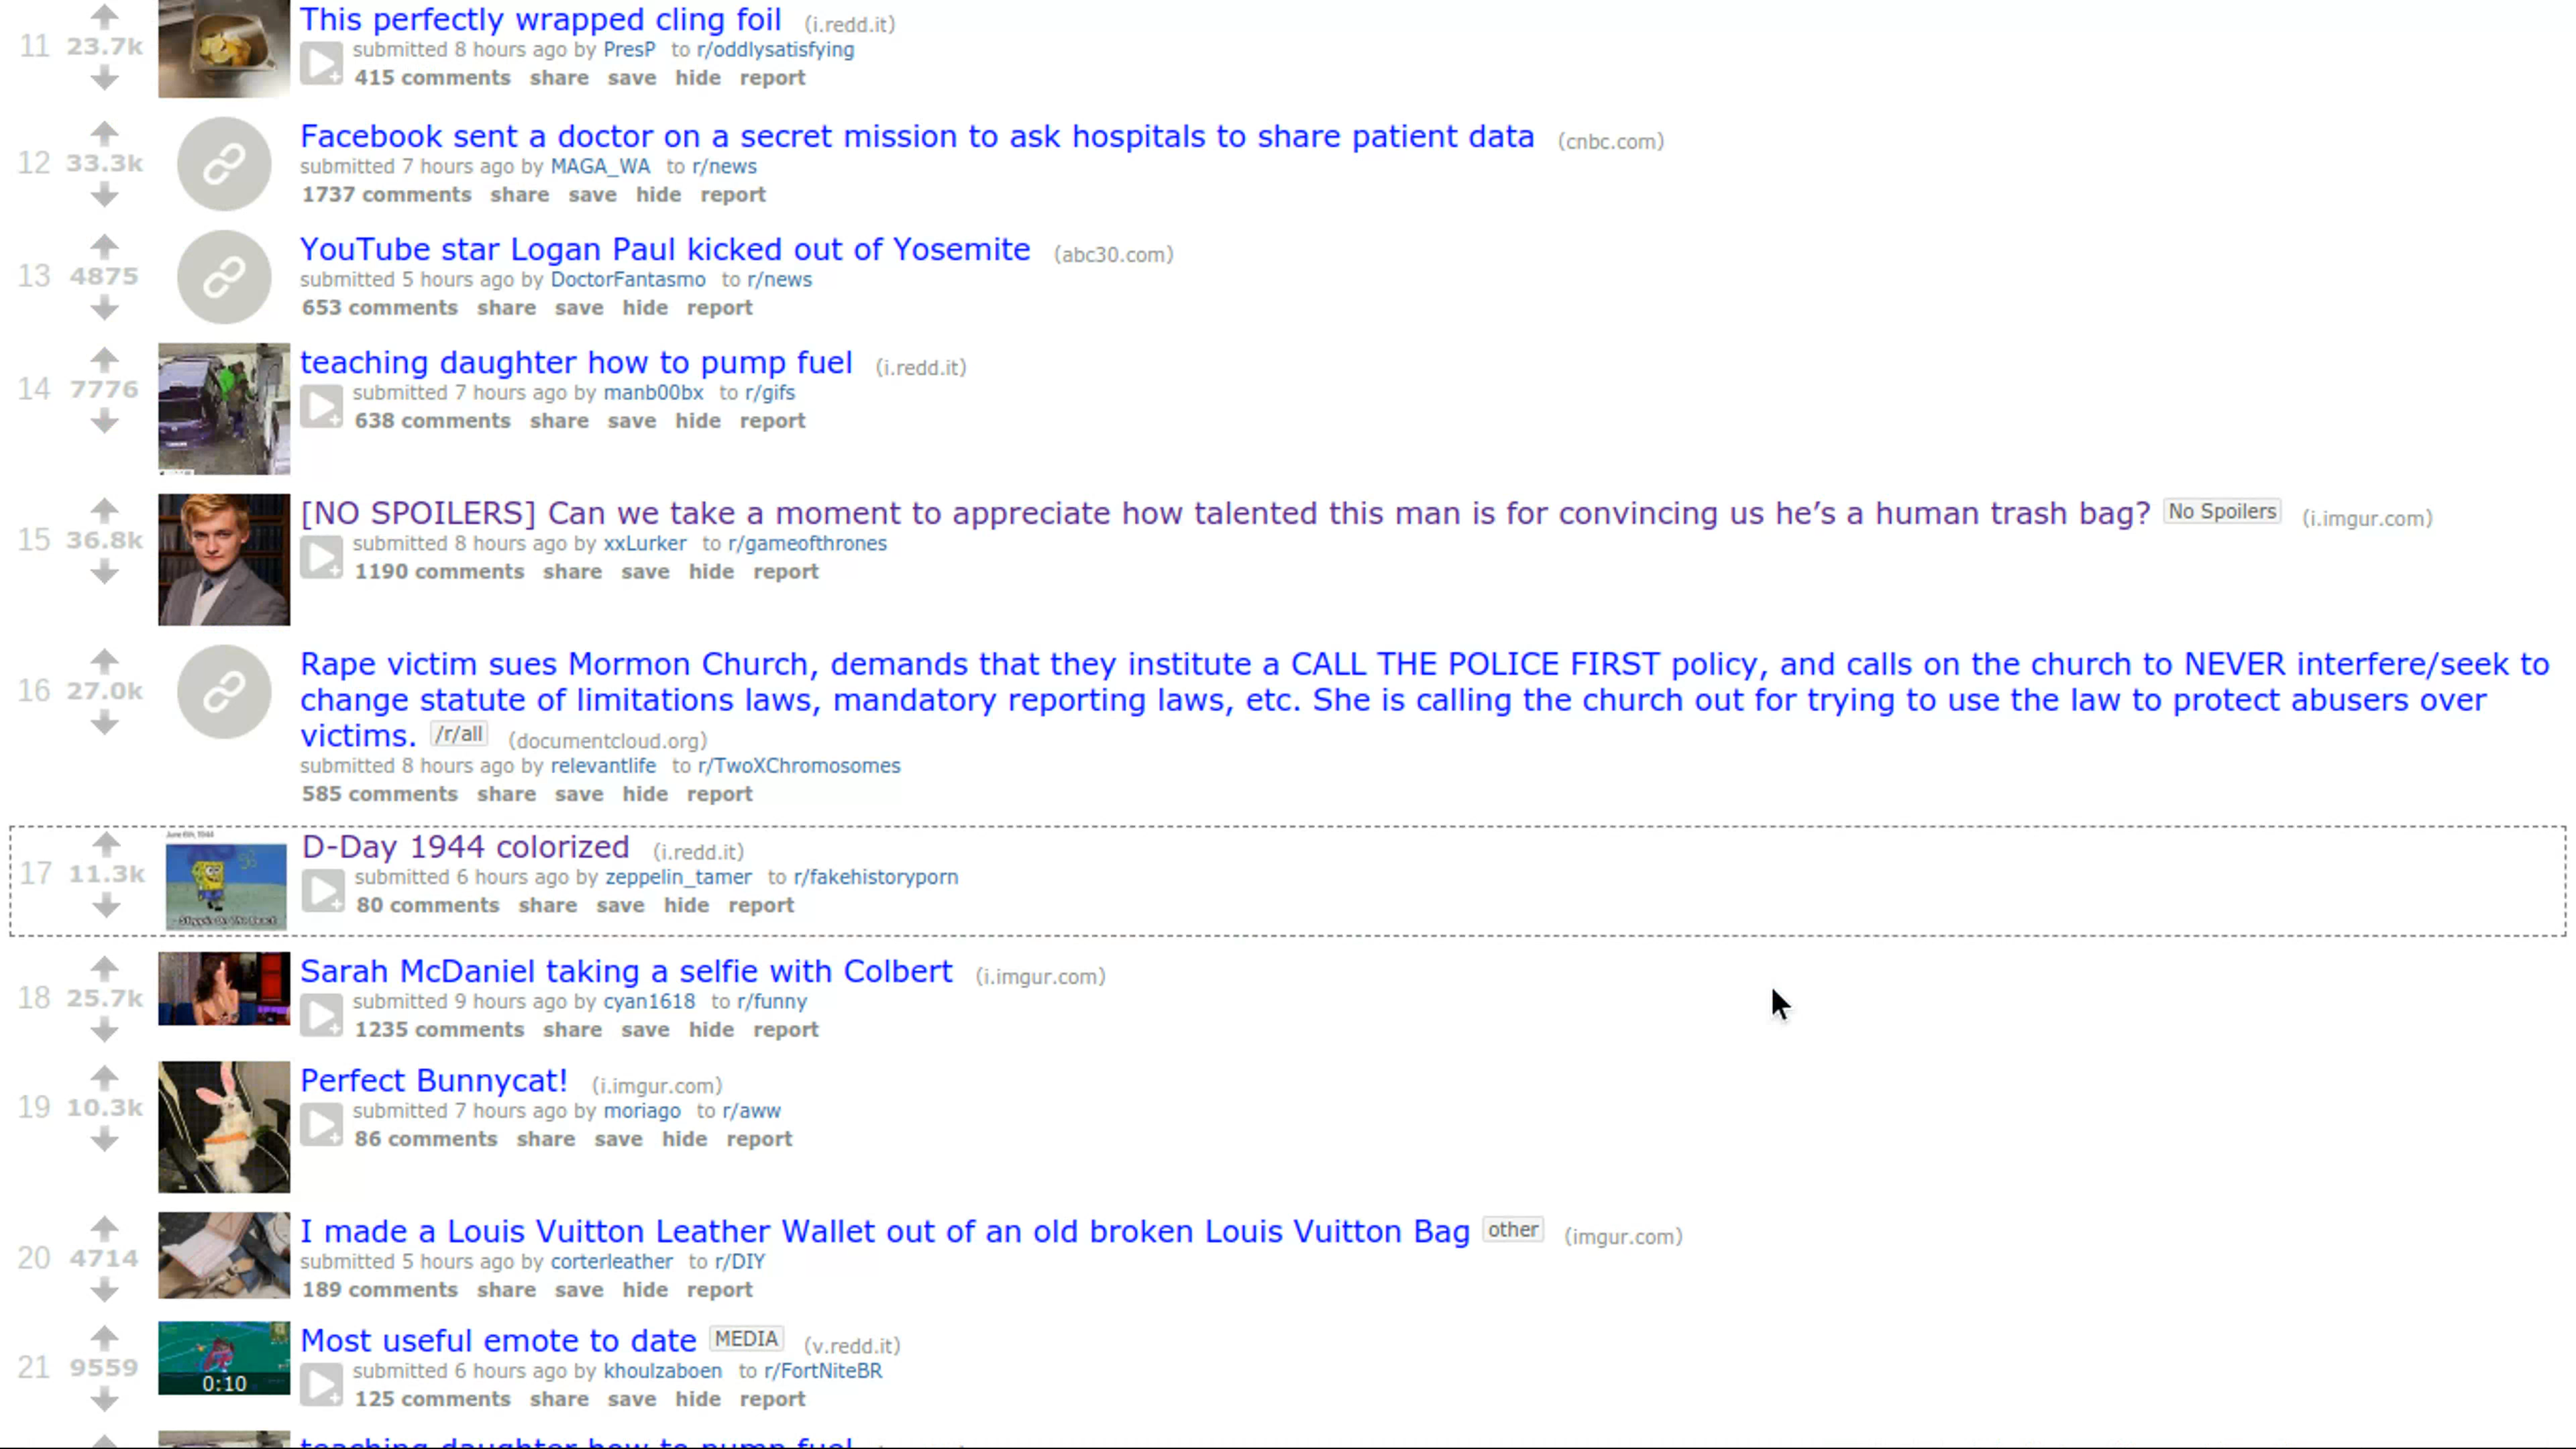 This perfectly wrapped cling foil (i.redd.it)
11 23.7k submitted 8 hours ago by PresP to r/oddlysatisfying
415 comments share save hide report
Facebook sent a doctor on a secret mission to ask hospitals to share patient data (cnbc.com)
12 33.3k submitted 7 hours ago by MAGA_WA to r/news
1737 comments share save hide report
YouTube star Logan Paul kicked out of Yosemite (abc30.com)
13 4875 submitted 5 hours ago by DoctorFantasmo to r/news
653 comments share save hide report
teaching daughter how to pump fuel (i.redd.it)
14 7776 submitted 7 hours ago by manb00bx to r/gifs
638 comments share save hide report
[NO SPOILERS] Can we take a moment to appreciate how talented this man is for convincing us he’s a human trash bag? No Spoilers (i.imgur.com)
15 36.8k submitted 8 hours ago by xxLurker to r/gameofthrones
1190 comments share save hide report
Rape victim sues Mormon Church, demands that they institute a CALL THE POLICE FIRST policy, and calls on the church to NEVER interfere/seek to
16 27.0k change statute of limitations laws, mandatory reporting laws, etc. She is calling the church out for trying to use the law to protect abusers over
victims. /r/all (documentcloud.org)
submitted 8 hours ago by relevantlife to r/TwoXChromosomes
585 comments share save hide report
June 6th, 1944
D-Day 1944 colorized (i.redd.it)
17 11.3k submitted 6 hours ago by zeppelin_tamer to r/fakehistoryporn
80 comments share save hide report
Sarah McDaniel taking a selfie with Colbert (i.imgur.com)
18 25.7k submitted 9 hours ago by cyan1618 to r/funny
1235 comments share save hide report
Perfect Bunnycat! (i.imgur.com)
19 10.3k submitted 7 hours ago by moriago to r/aww
86 comments share save hide report
I made a Louis Vuitton Leather Wallet out of an old broken Louis Vuitton Bag other (imgur.com)
20 4714 submitted 5 hours ago by corterleather to r/DIY
189 comments share save hide report
Most useful emote to date MEDIA (v.redd.it)
21 9559 submitted 6 hours ago by khoulzaboen to r/FortNiteBR
0:10 125 comments share save hide report
teaching daughter how to pump fuel